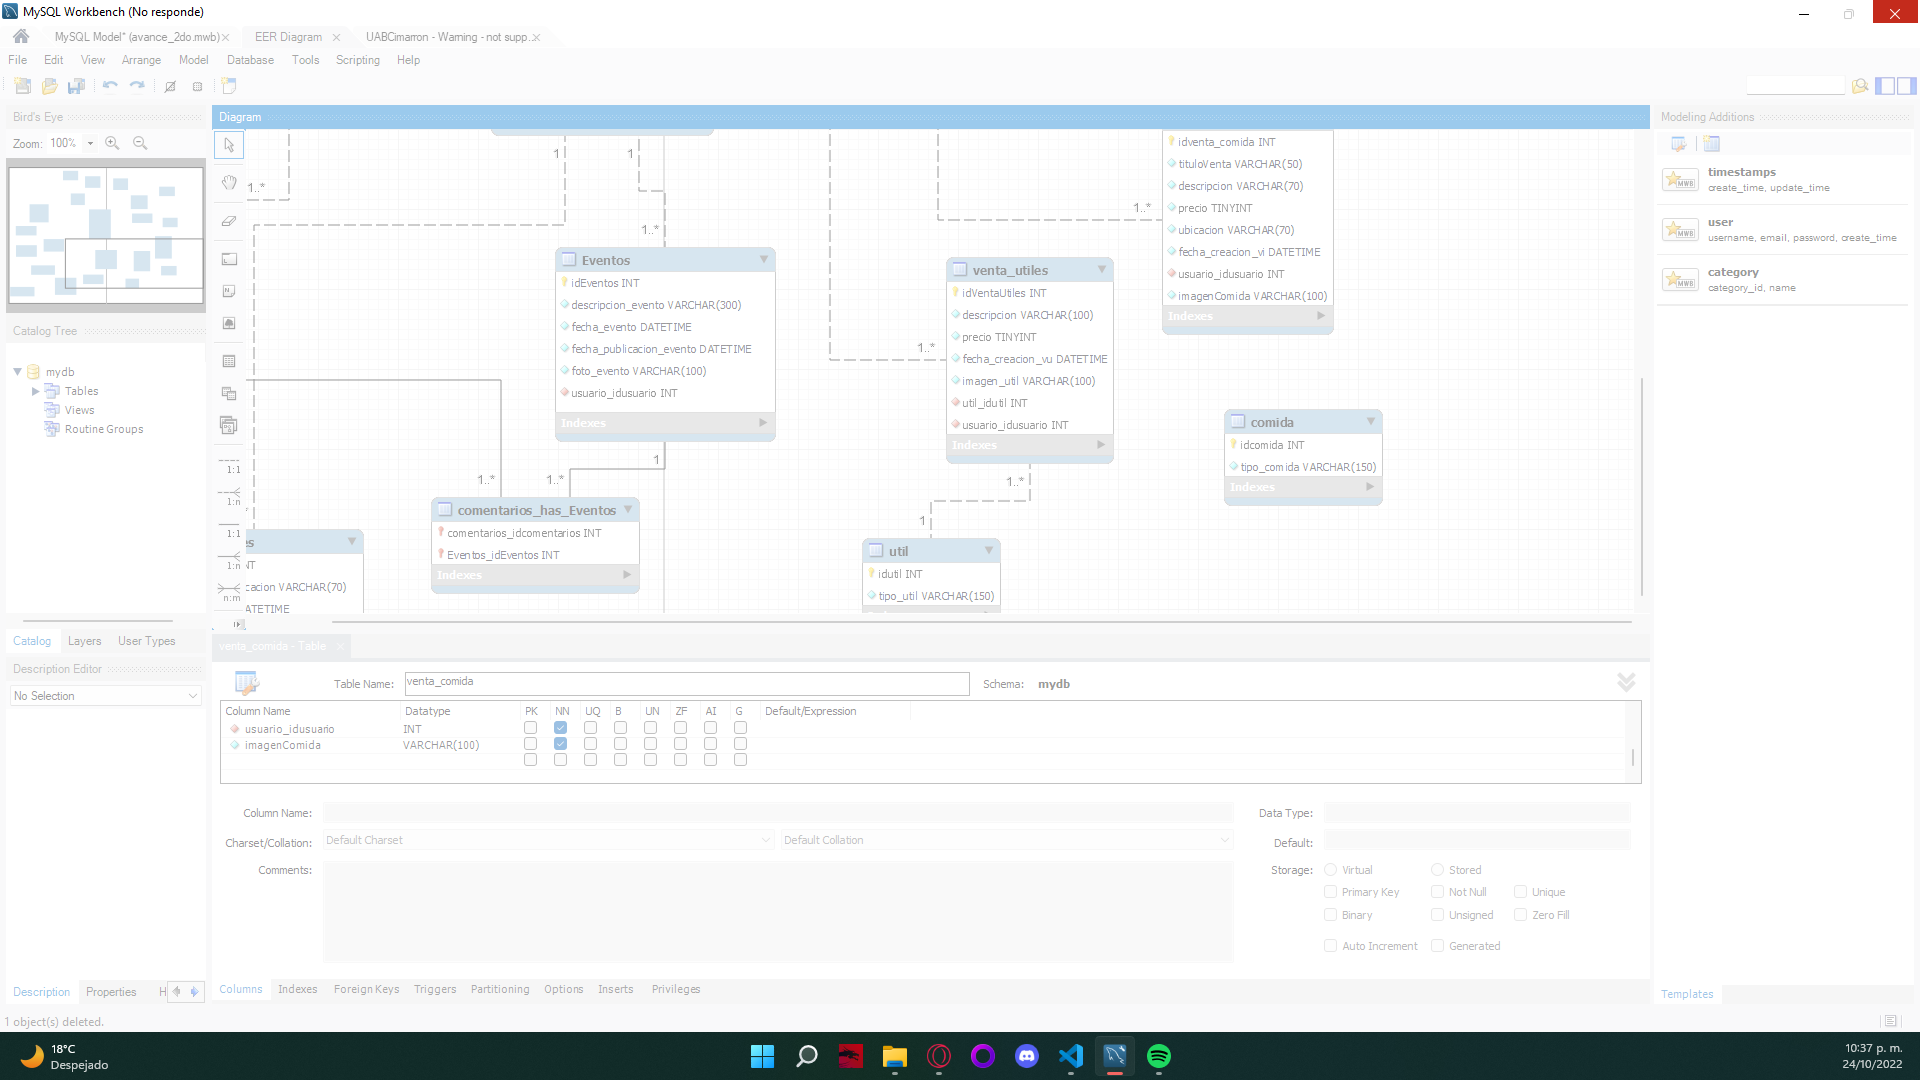 MySQL Workbench (No responde)
MySQL Model* (avance_2do.mwb)
EER Diagram
UABCimarron - Warning - not supp...
File
Edit
View
Arrange
Model
Database
Tools
Scripting
Help
Bird's Eye
Zoom: 100%
Catalog Tree
mydb
Tables
Views
Routine Groups
Catalog
Layers
User Types
Description Editor
No Selection
Description
Properties
H
1 object(s) deleted.
Diagram
1:1
1:n
1:1
1:n
n:m
1..*
1
1
1..*
Eventos
idEventos INT
descripcion_evento VARCHAR(300)
fecha_evento DATETIME
fecha_publicacion_evento DATETIME
foto_evento VARCHAR(100)
usuario_idusuario INT
Indexes
1
1..*
1..*
comentarios_has_Eventos
comentarios_idcomentarios INT
Eventos_idEventos INT
Indexes
es
NT
cacion VARCHAR(70)
ATETIME
1..*
venta_utiles
idVentaUtiles INT
descripcion VARCHAR(100)
precio TINYINT
fecha_creacion_vu DATETIME
imagen_util VARCHAR(100)
util_idutil INT
usuario_idusuario INT
Indexes
1..*
1
util
idutil INT
tipo_util VARCHAR(150)
1..*
idventa_comida INT
tituloVenta VARCHAR(50)
descripcion VARCHAR(70)
precio TINYINT
ubicacion VARCHAR(70)
fecha_creacion_vi DATETIME
usuario_idusuario INT
imagenComida VARCHAR(100)
Indexes
comida
idcomida INT
tipo_comida VARCHAR(150)
Indexes
venta_comida - Table
Table Name: venta_comida
Schema: mydb
Column Name Datatype PK NN UQ B UN ZF AI G Default/Expression
usuario_idusuario INT
imagenComida VARCHAR(100)
Column Name:
Data Type:
Charset/Collation: Default Charset Default Collation
Default:
Comments:
Storage: Virtual Stored
Primary Key Not Null Unique
Binary Unsigned Zero Fill
Auto Increment Generated
Columns
Indexes
Foreign Keys
Triggers
Partitioning
Options
Inserts
Privileges
Modeling Additions
MWB
timestamps
create_time, update_time
MWB
user
username, email, password, create_time
MWB
category
category_id, name
Templates
18°C
Despejado
10:37 p. m.
24/10/2022